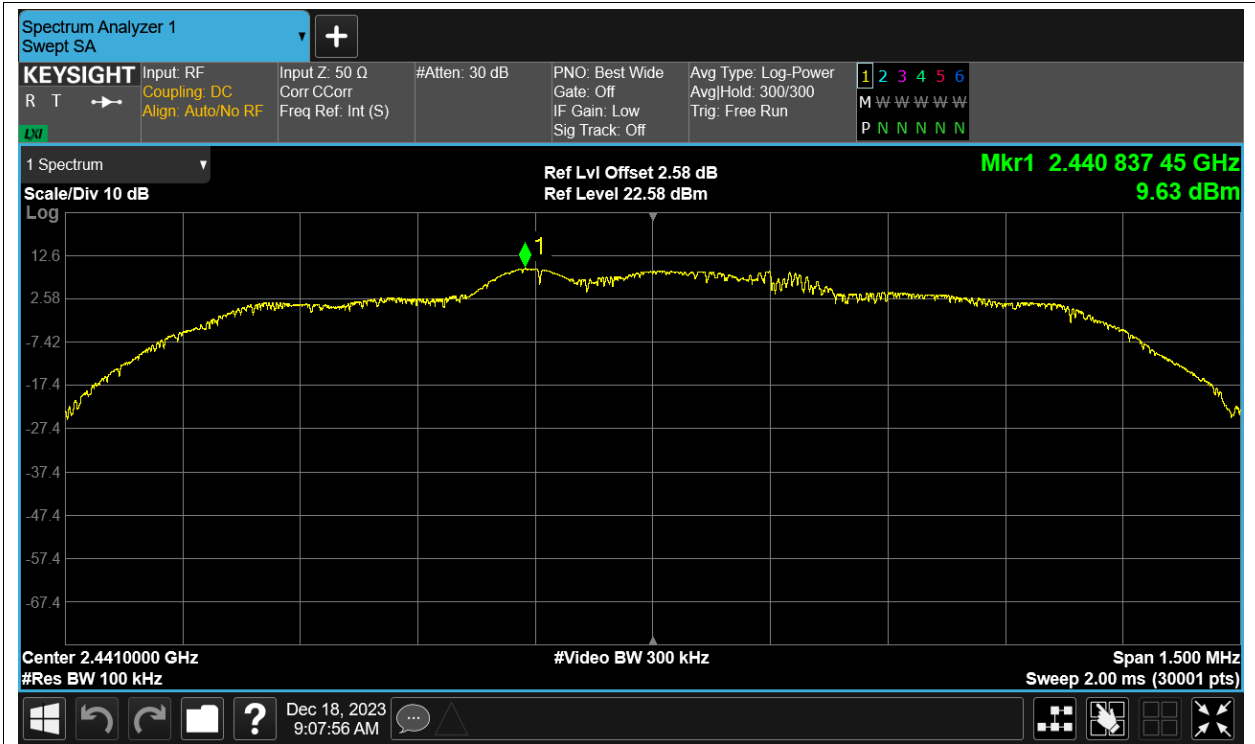 Spectrum Analyzer 1
Swept SA
KEYSIGHT
R T
LXI
Input: RF
Coupling: DC
Align: Auto/No RF
Input Z: 50 Ω
Corr CCorr
Freq Ref: Int (S)
#Atten: 30 dB
PNO: Best Wide
Gate: Off
IF Gain: Low
Sig Track: Off
Avg Type: Log-Power
Avg|Hold: 300/300
Trig: Free Run
1 2 3 4 5 6
M W W W W W
P N N N N N
1 Spectrum
Scale/Div 10 dB
Log
Ref Lvl Offset 2.58 dB
Ref Level 22.58 dBm
Mkr1 2.440 837 45 GHz
9.63 dBm
1
12.6
2.58
-7.42
-17.4
-27.4
-37.4
-47.4
-57.4
-67.4
Center 2.4410000 GHz
#Video BW 300 kHz
Span 1.500 MHz
#Res BW 100 kHz
Sweep 2.00 ms (30001 pts)
?
Dec 18, 2023
9:07:56 AM